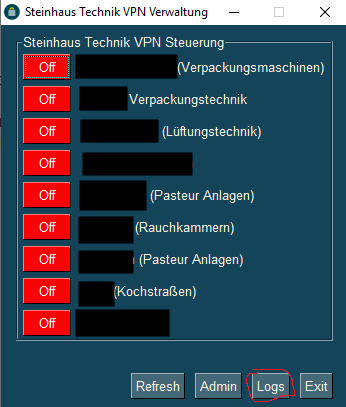 Steinhaus Technik VPN Verwaltung
Steinhaus Technik VPN Steuerung
Off (Verpackungsmaschinen)
Off Verpackungstechnik
Off (Lüftungstechnik)
Off
Off (Pasteur Anlagen)
Off (Rauchkammern)
Off (Pasteur Anlagen)
Off (Kochstraßen)
Off
Refresh Admin Logs Exit